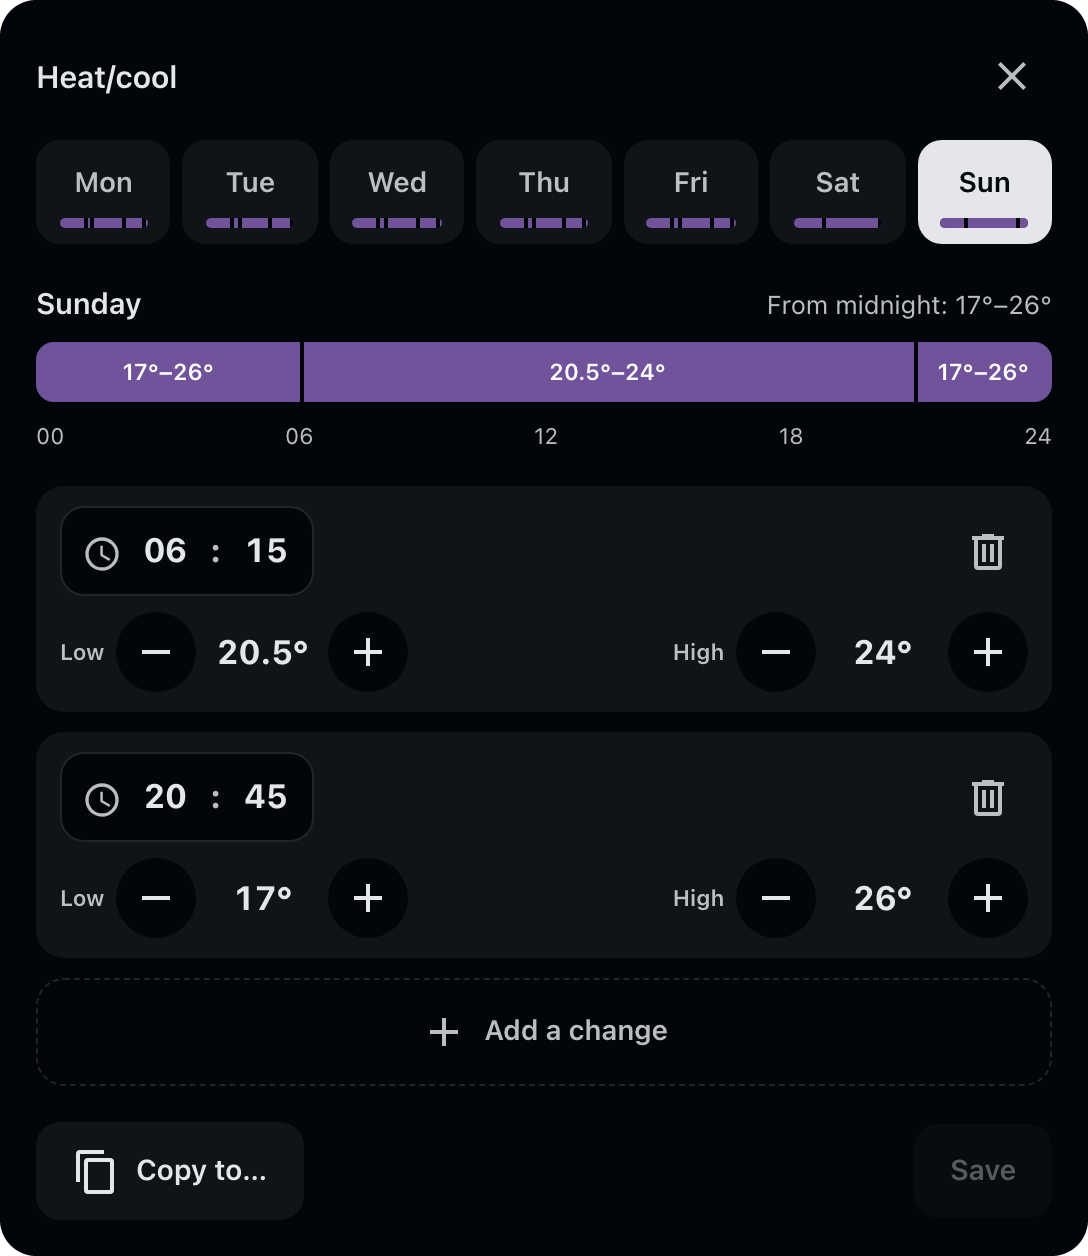 Heat/cool
Mon Tue Wed Thu Fri Sat Sun
Sunday From midnight: 17°–26°
17°–26° 20.5°–24° 17°–26°
00 06 12 18 24
06 : 15
Low 20.5° High 24°
20 : 45
Low 17° High 26°
Add a change
Copy to... Save